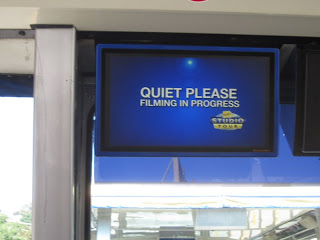 QUIET PLEASE
FILMING IN PROGRESS
STUDIO
TOUR